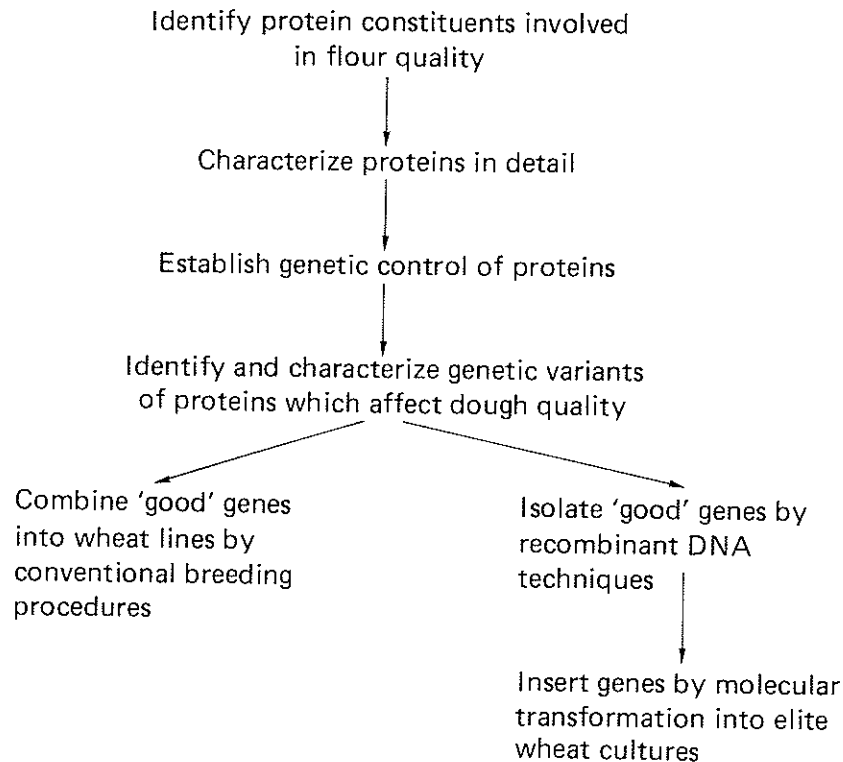 Identify protein constituents involved
in flour quality
Characterize proteins in detail
Establish genetic control of proteins
Identify and characterize genetic variants
of proteins which affect dough quality
Combine 'good' genes
into wheat lines by
conventional breeding
procedures
Isolate 'good' genes by
recombinant DNA
techniques
Insert genes by molecular
transformation into elite
wheat cultures